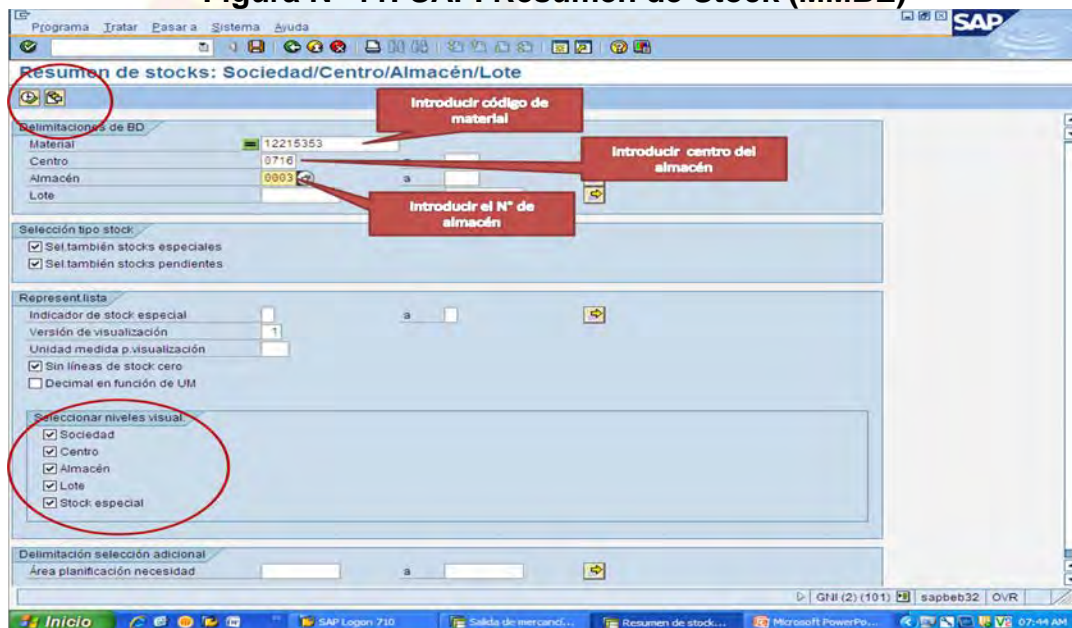 Programa Tratar Pasar a Sistema Ayuda
SAP
Resumen de stocks: Sociedad/Centro/Almacén/Lote
Introducir código de material
Delimitaciones de BD
Material 12215353
Centro 0716
Introducir centro del almacén
Almacén 0003 a
Lote
Introducir el N° de almacén
Selección tipo stock
Sel.también stocks especiales
Sel.también stocks pendientes
Represent.lista
Indicador de stock especial a
Versión de visualización 1
Unidad medida p.visualización
Sin líneas de stock cero
Decimal en función de UM
Seleccionar niveles visual.
Sociedad
Centro
Almacén
Lote
Stock especial
Delimitación selección adicional
Área planificación necesidad a
GNI (2) (101) sapbeb32 OVR
Inicio SAP Logon 710 Salida de mercancí... Resumen de stock... Microsoft PowerPo... 07:44 AM